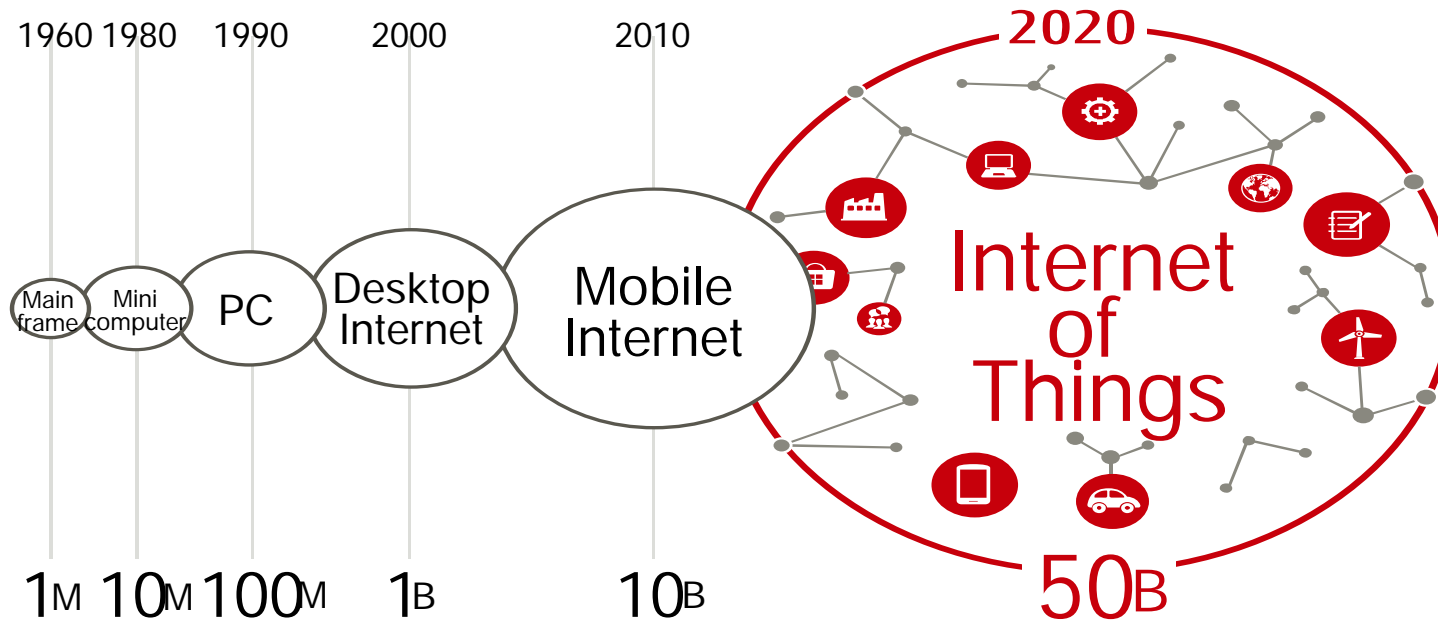 1960 1980 1990 2000 2010 2020
Main
frame
Mini
computer
PC
Desktop
Internet
Mobile
Internet
Internet
of
Things
1M 10M 100M 1B 10B 50B